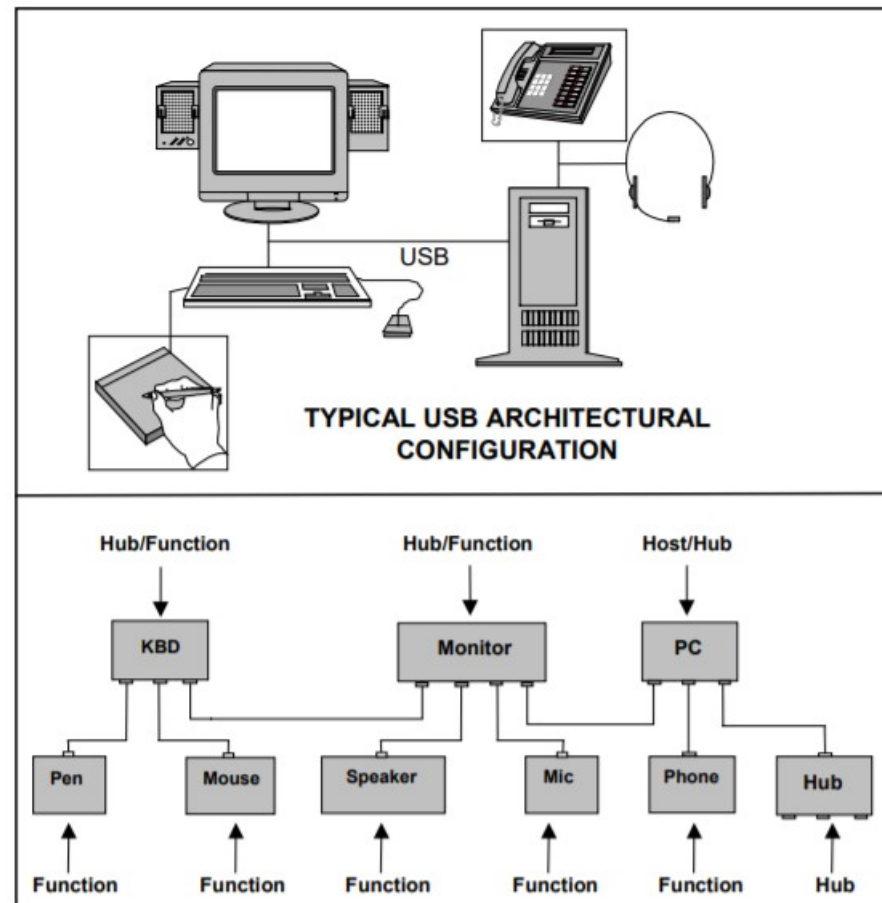 USB
TYPICAL USB ARCHITECTURAL
CONFIGURATION
Hub/Function Hub/Function Host/Hub
KBD Monitor PC
Pen Mouse Speaker Mic Phone Hub
Function Function Function Function Function Hub